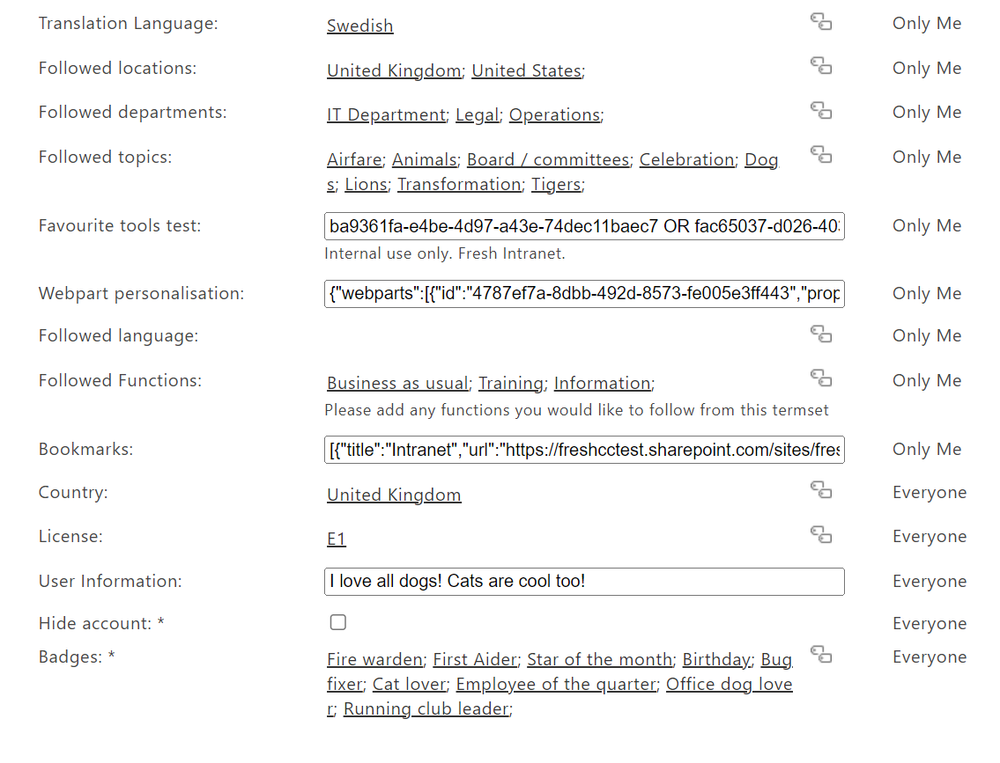 Translation Language: Swedish Only Me
Followed locations: United Kingdom; United States; Only Me
Followed departments: IT Department; Legal; Operations; Only Me
Followed topics: Airfare; Animals; Board / committees; Celebration; Dog Only Me
s; Lions; Transformation; Tigers;
Favourite tools test: ba9361fa-e4be-4d97-a43e-74dec11baec7 OR fac65037-d026-40 Only Me
Internal use only. Fresh Intranet.
Webpart personalisation: {"webparts":[{"id":"4787ef7a-8dbb-492d-8573-fe005e3ff443","prop Only Me
Followed language: Only Me
Followed Functions: Business as usual; Training; Information; Only Me
Please add any functions you would like to follow from this termset
Bookmarks: [{"title":"Intranet","url":"https://freshcctest.sharepoint.com/sites/fres Only Me
Country: United Kingdom Everyone
License: E1 Everyone
User Information: I love all dogs! Cats are cool too! Everyone
Hide account: * Everyone
Badges: * Fire warden; First Aider; Star of the month; Birthday; Bug Everyone
fixer; Cat lover; Employee of the quarter; Office dog love
r; Running club leader;